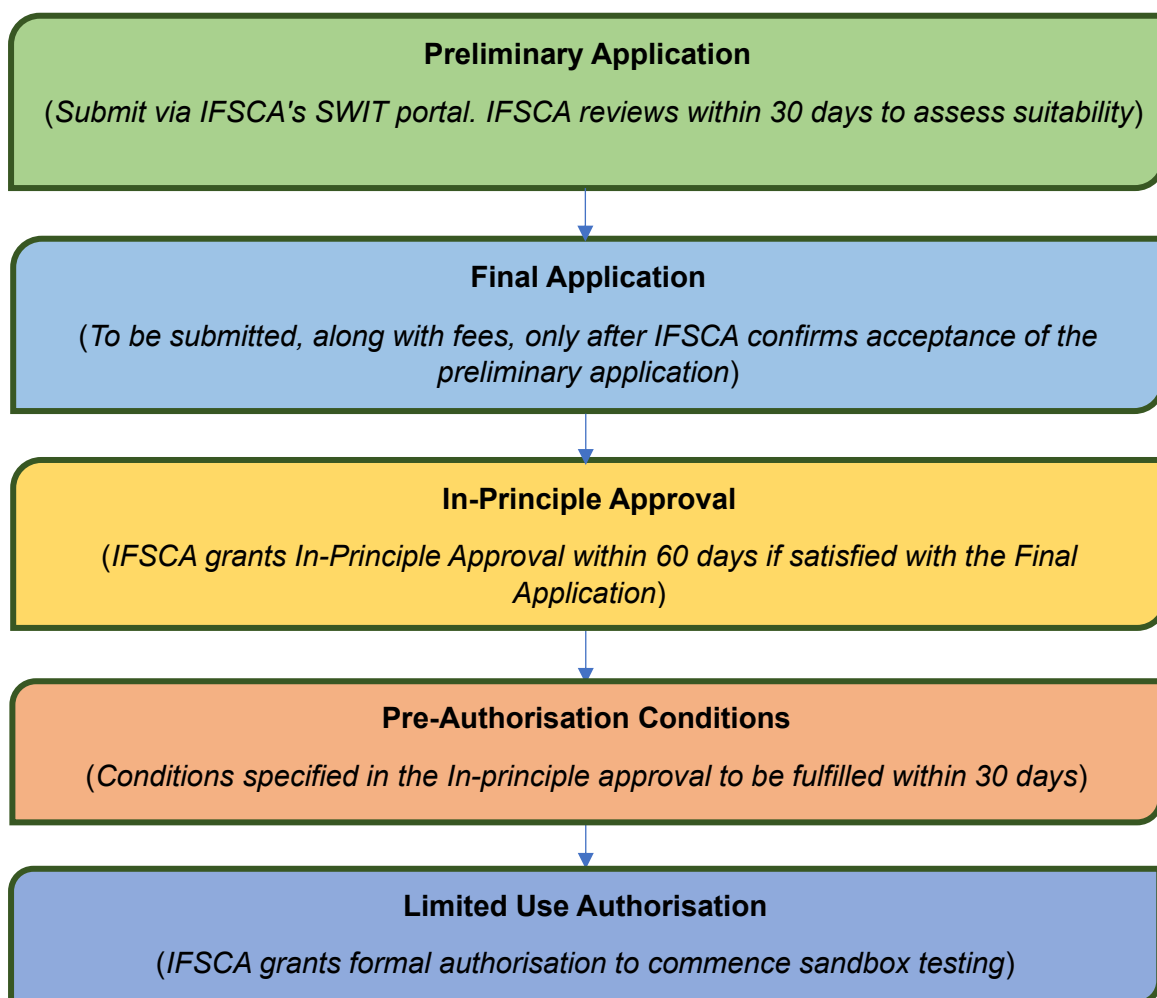 Preliminary Application
(Submit via IFSCA's SWIT portal. IFSCA reviews within 30 days to assess suitability)
Final Application
(To be submitted, along with fees, only after IFSCA confirms acceptance of the
preliminary application)
In-Principle Approval
(IFSCA grants In-Principle Approval within 60 days if satisfied with the Final
Application)
Pre-Authorisation Conditions
(Conditions specified in the In-principle approval to be fulfilled within 30 days)
Limited Use Authorisation
(IFSCA grants formal authorisation to commence sandbox testing)